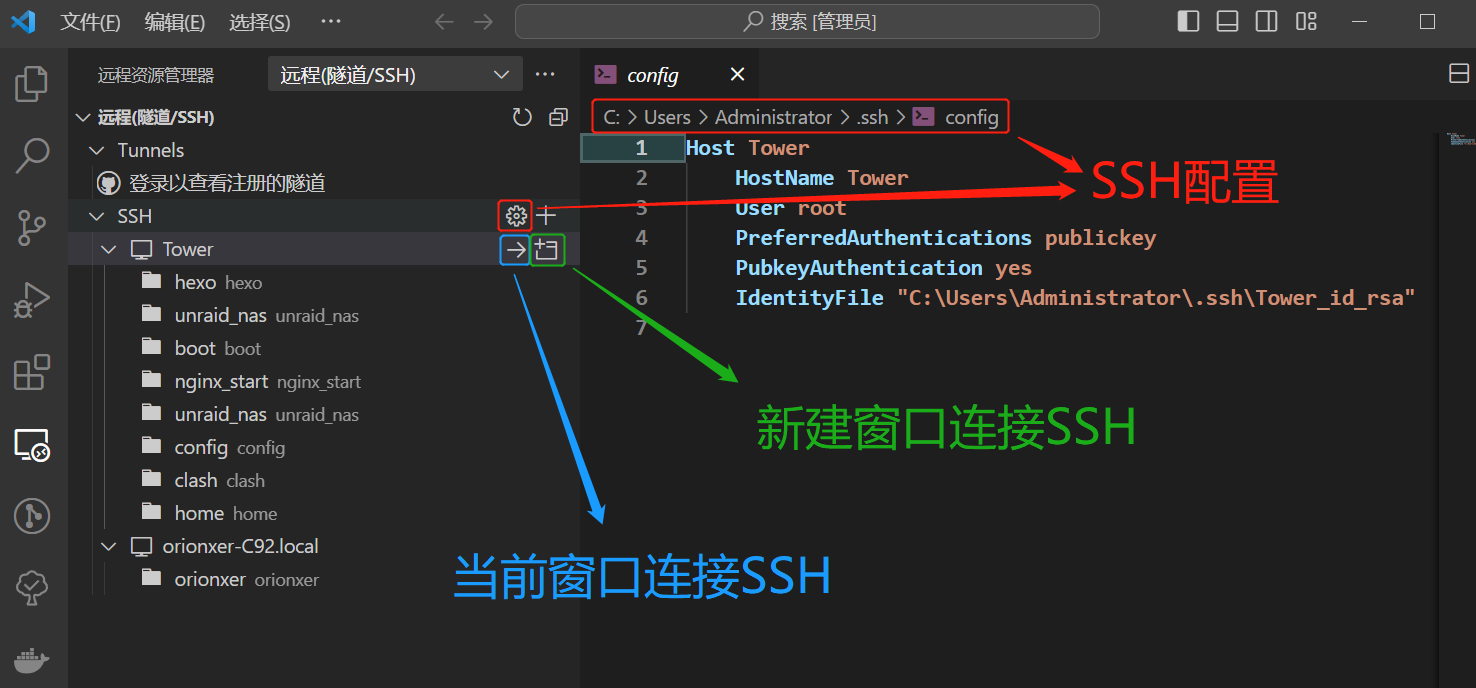 文件(F) 编辑(E) 选择(S) ··· 搜索 [管理员]
远程资源管理器 远程(隧道/SSH) ···
config
远程(隧道/SSH)
C: > Users > Administrator > .ssh > config
Tunnels
登录以查看注册的隧道
SSH
Tower
hexo hexo
unraid_nas unraid_nas
boot boot
nginx_start nginx_start
unraid_nas unraid_nas
config config
clash clash
home home
orionxer-C92.local
orionxer orionxer
1 Host Tower
2 HostName Tower
3 User root
4 PreferredAuthentications publickey
5 PubkeyAuthentication yes
6 IdentityFile "C:\Users\Administrator\.ssh\Tower_id_rsa"
7
SSH配置
新建窗口连接SSH
当前窗口连接SSH